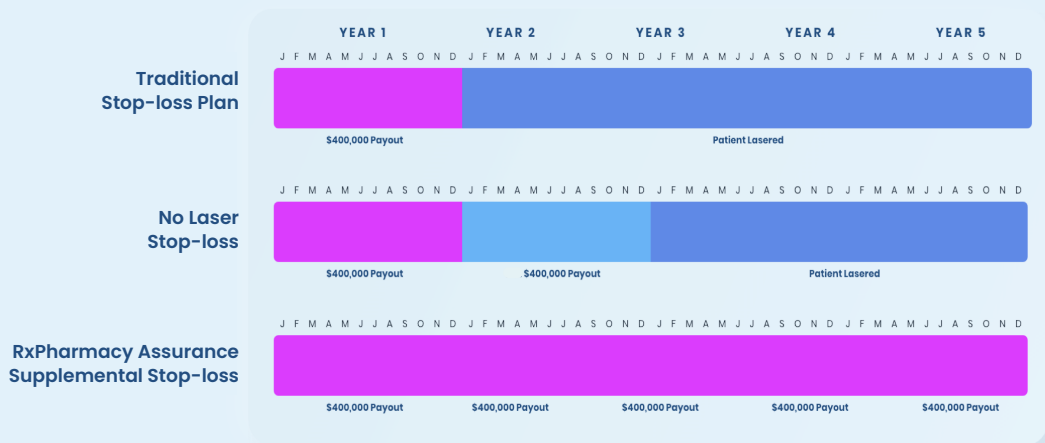 YEAR 1 YEAR 2 YEAR 3 YEAR 4 YEAR 5
J F M A M J J A S O N D J F M A M J J A S O N D J F M A M J J A S O N D J F M A M J J A S O N D J F M A M J J A S O N D
Traditional
Stop-loss Plan
$400,000 Payout Patient Lasered
J F M A M J J A S O N D J F M A M J J A S O N D J F M A M J J A S O N D J F M A M J J A S O N D J F M A M J J A S O N D
No Laser
Stop-loss
$400,000 Payout $400,000 Payout Patient Lasered
J F M A M J J A S O N D J F M A M J J A S O N D J F M A M J J A S O N D J F M A M J J A S O N D J F M A M J J A S O N D
RxPharmacy Assurance
Supplemental Stop-loss
$400,000 Payout $400,000 Payout $400,000 Payout $400,000 Payout $400,000 Payout